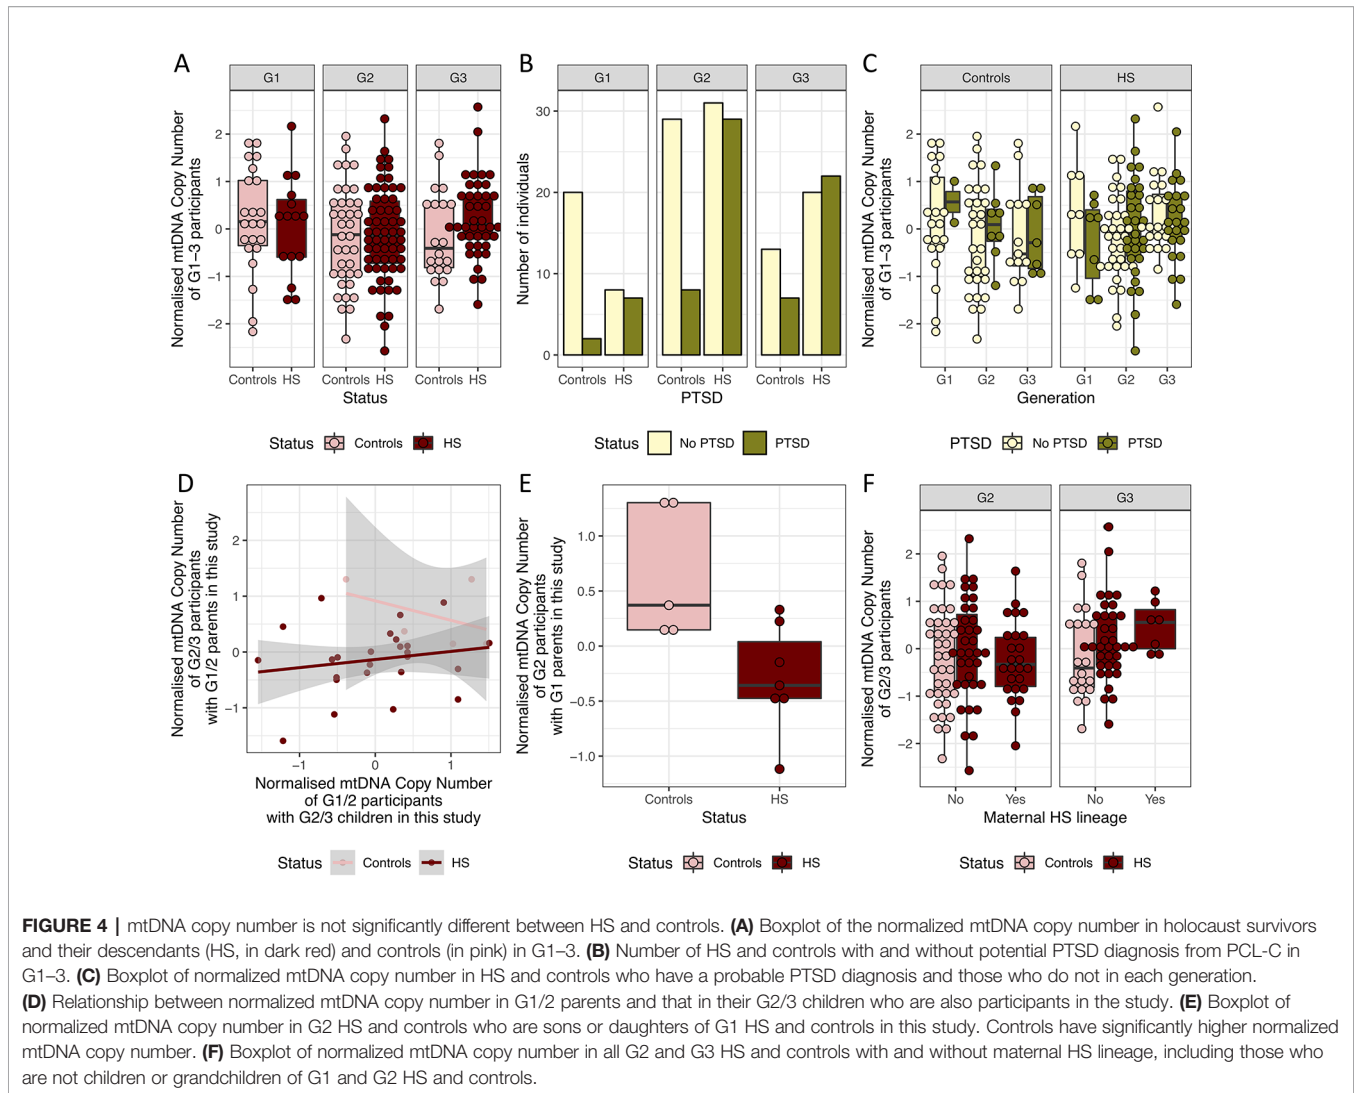 A
G1
G2
G3
Normalised mtDNA Copy Number
of G1−3 participants
2
1
0
−1
−2
Controls HS
Controls HS
Controls HS
Status
Status Controls HS
B
G1
G2
G3
Number of individuals
30
20
10
0
Controls HS
Controls HS
Controls HS
PTSD
Status No PTSD PTSD
C
Controls
HS
Normalised mtDNA Copy Number
of G1−3 participants
2
1
0
−1
−2
G1 G2 G3
G1 G2 G3
Generation
PTSD No PTSD PTSD
D
Normalised mtDNA Copy Number
of G2/3 participants
with G1/2 parents in this study
2
1
0
−1
−1 0 1
Normalised mtDNA Copy Number
of G1/2 participants
with G2/3 children in this study
Status Controls HS
E
Normalised mtDNA Copy Number
of G2 participants
with G1 parents in this study
1.0
0.5
0.0
−0.5
−1.0
Controls HS
Status
Status Controls HS
F
G2
G3
Normalised mtDNA Copy Number
of G2/3 participants
2
1
0
−1
−2
No Yes
No Yes
Maternal HS lineage
Status Controls HS
FIGURE 4 | mtDNA copy number is not significantly different between HS and controls. (A) Boxplot of the normalized mtDNA copy number in holocaust survivors
and their descendants (HS, in dark red) and controls (in pink) in G1–3. (B) Number of HS and controls with and without potential PTSD diagnosis from PCL-C in
G1–3. (C) Boxplot of normalized mtDNA copy number in HS and controls who have a probable PTSD diagnosis and those who do not in each generation.
(D) Relationship between normalized mtDNA copy number in G1/2 parents and that in their G2/3 children who are also participants in the study. (E) Boxplot of
normalized mtDNA copy number in G2 HS and controls who are sons or daughters of G1 HS and controls in this study. Controls have significantly higher normalized
mtDNA copy number. (F) Boxplot of normalized mtDNA copy number in all G2 and G3 HS and controls with and without maternal HS lineage, including those who
are not children or grandchildren of G1 and G2 HS and controls.